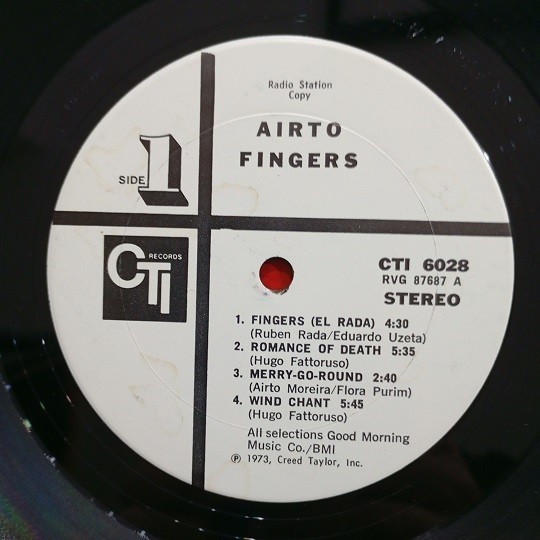 Radio Station
Copy
AIRTO
FINGERS
SIDE 1
CTI RECORDS
CTI 6028
RVG 87687 A
STEREO
1. FINGERS (EL RADA) 4:30
(Ruben Rada/Eduardo Uzeta)
2. ROMANCE OF DEATH 5:35
(Hugo Fattoruso)
3. MERRY-GO-ROUND 2:40
(Airto Moreira/Flora Purim)
4. WIND CHANT 5:45
(Hugo Fattoruso)
All selections Good Morning
Music Co./BMI
℗ 1973, Creed Taylor, Inc.